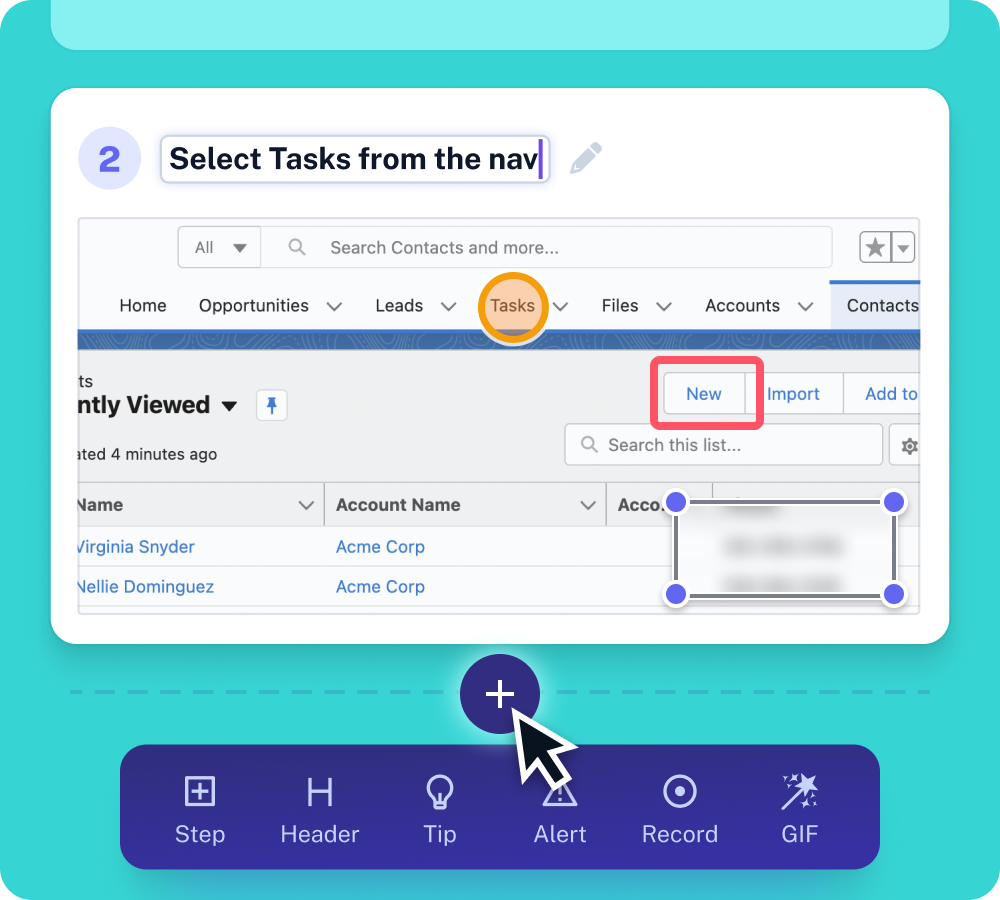 2 Select Tasks from the nav
All Search Contacts and more...
Home Opportunities Leads Tasks Files Accounts Contacts
ts
ntly Viewed
New Import Add to
ated 4 minutes ago
Search this list...
Name Account Name Acco
Virginia Snyder Acme Corp
Nellie Dominguez Acme Corp
Step Header Tip Alert Record GIF